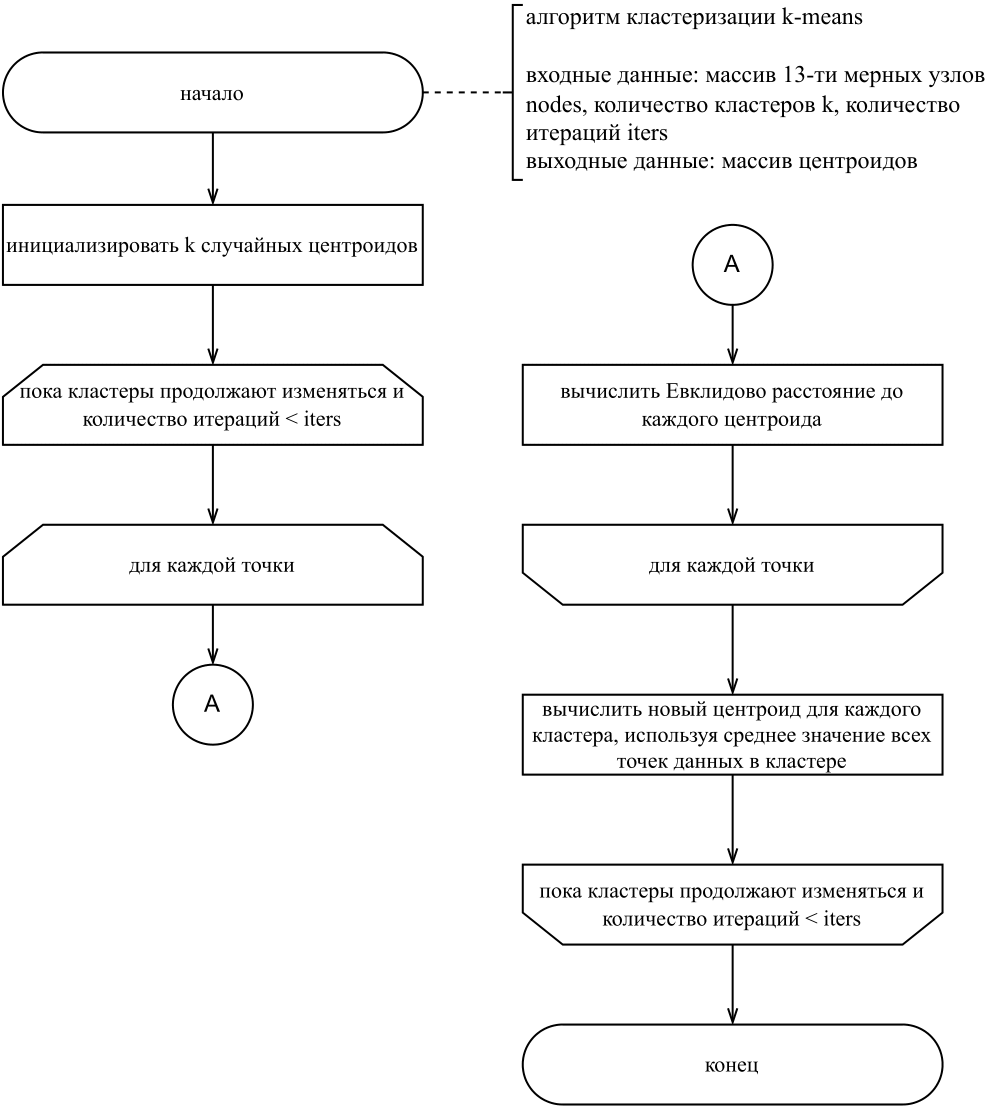 алгоритм кластеризации k-means
входные данные: массив 13-ти мерных узлов
nodes, количество кластеров k, количество
итераций iters
выходные данные: массив центроидов
начало
инициализировать k случайных центроидов
пока кластеры продолжают изменяться и
количество итераций < iters
для каждой точки
A
A
вычислить Евклидово расстояние до
каждого центроида
для каждой точки
вычислить новый центроид для каждого
кластера, используя среднее значение всех
точек данных в кластере
пока кластеры продолжают изменяться и
количество итераций < iters
конец